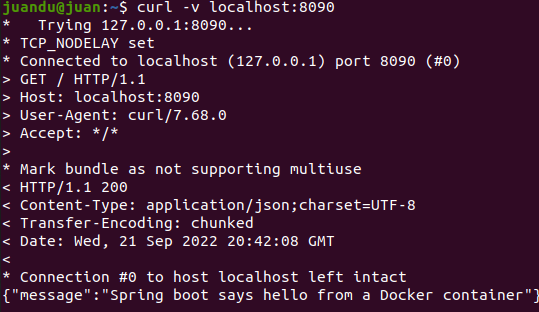 juandu@juan:~$ curl -v localhost:8090
*   Trying 127.0.0.1:8090...
* TCP_NODELAY set
* Connected to localhost (127.0.0.1) port 8090 (#0)
> GET / HTTP/1.1
> Host: localhost:8090
> User-Agent: curl/7.68.0
> Accept: */*
>
* Mark bundle as not supporting multiuse
< HTTP/1.1 200
< Content-Type: application/json;charset=UTF-8
< Transfer-Encoding: chunked
< Date: Wed, 21 Sep 2022 20:42:08 GMT
<
* Connection #0 to host localhost left intact
{"message":"Spring boot says hello from a Docker container"}